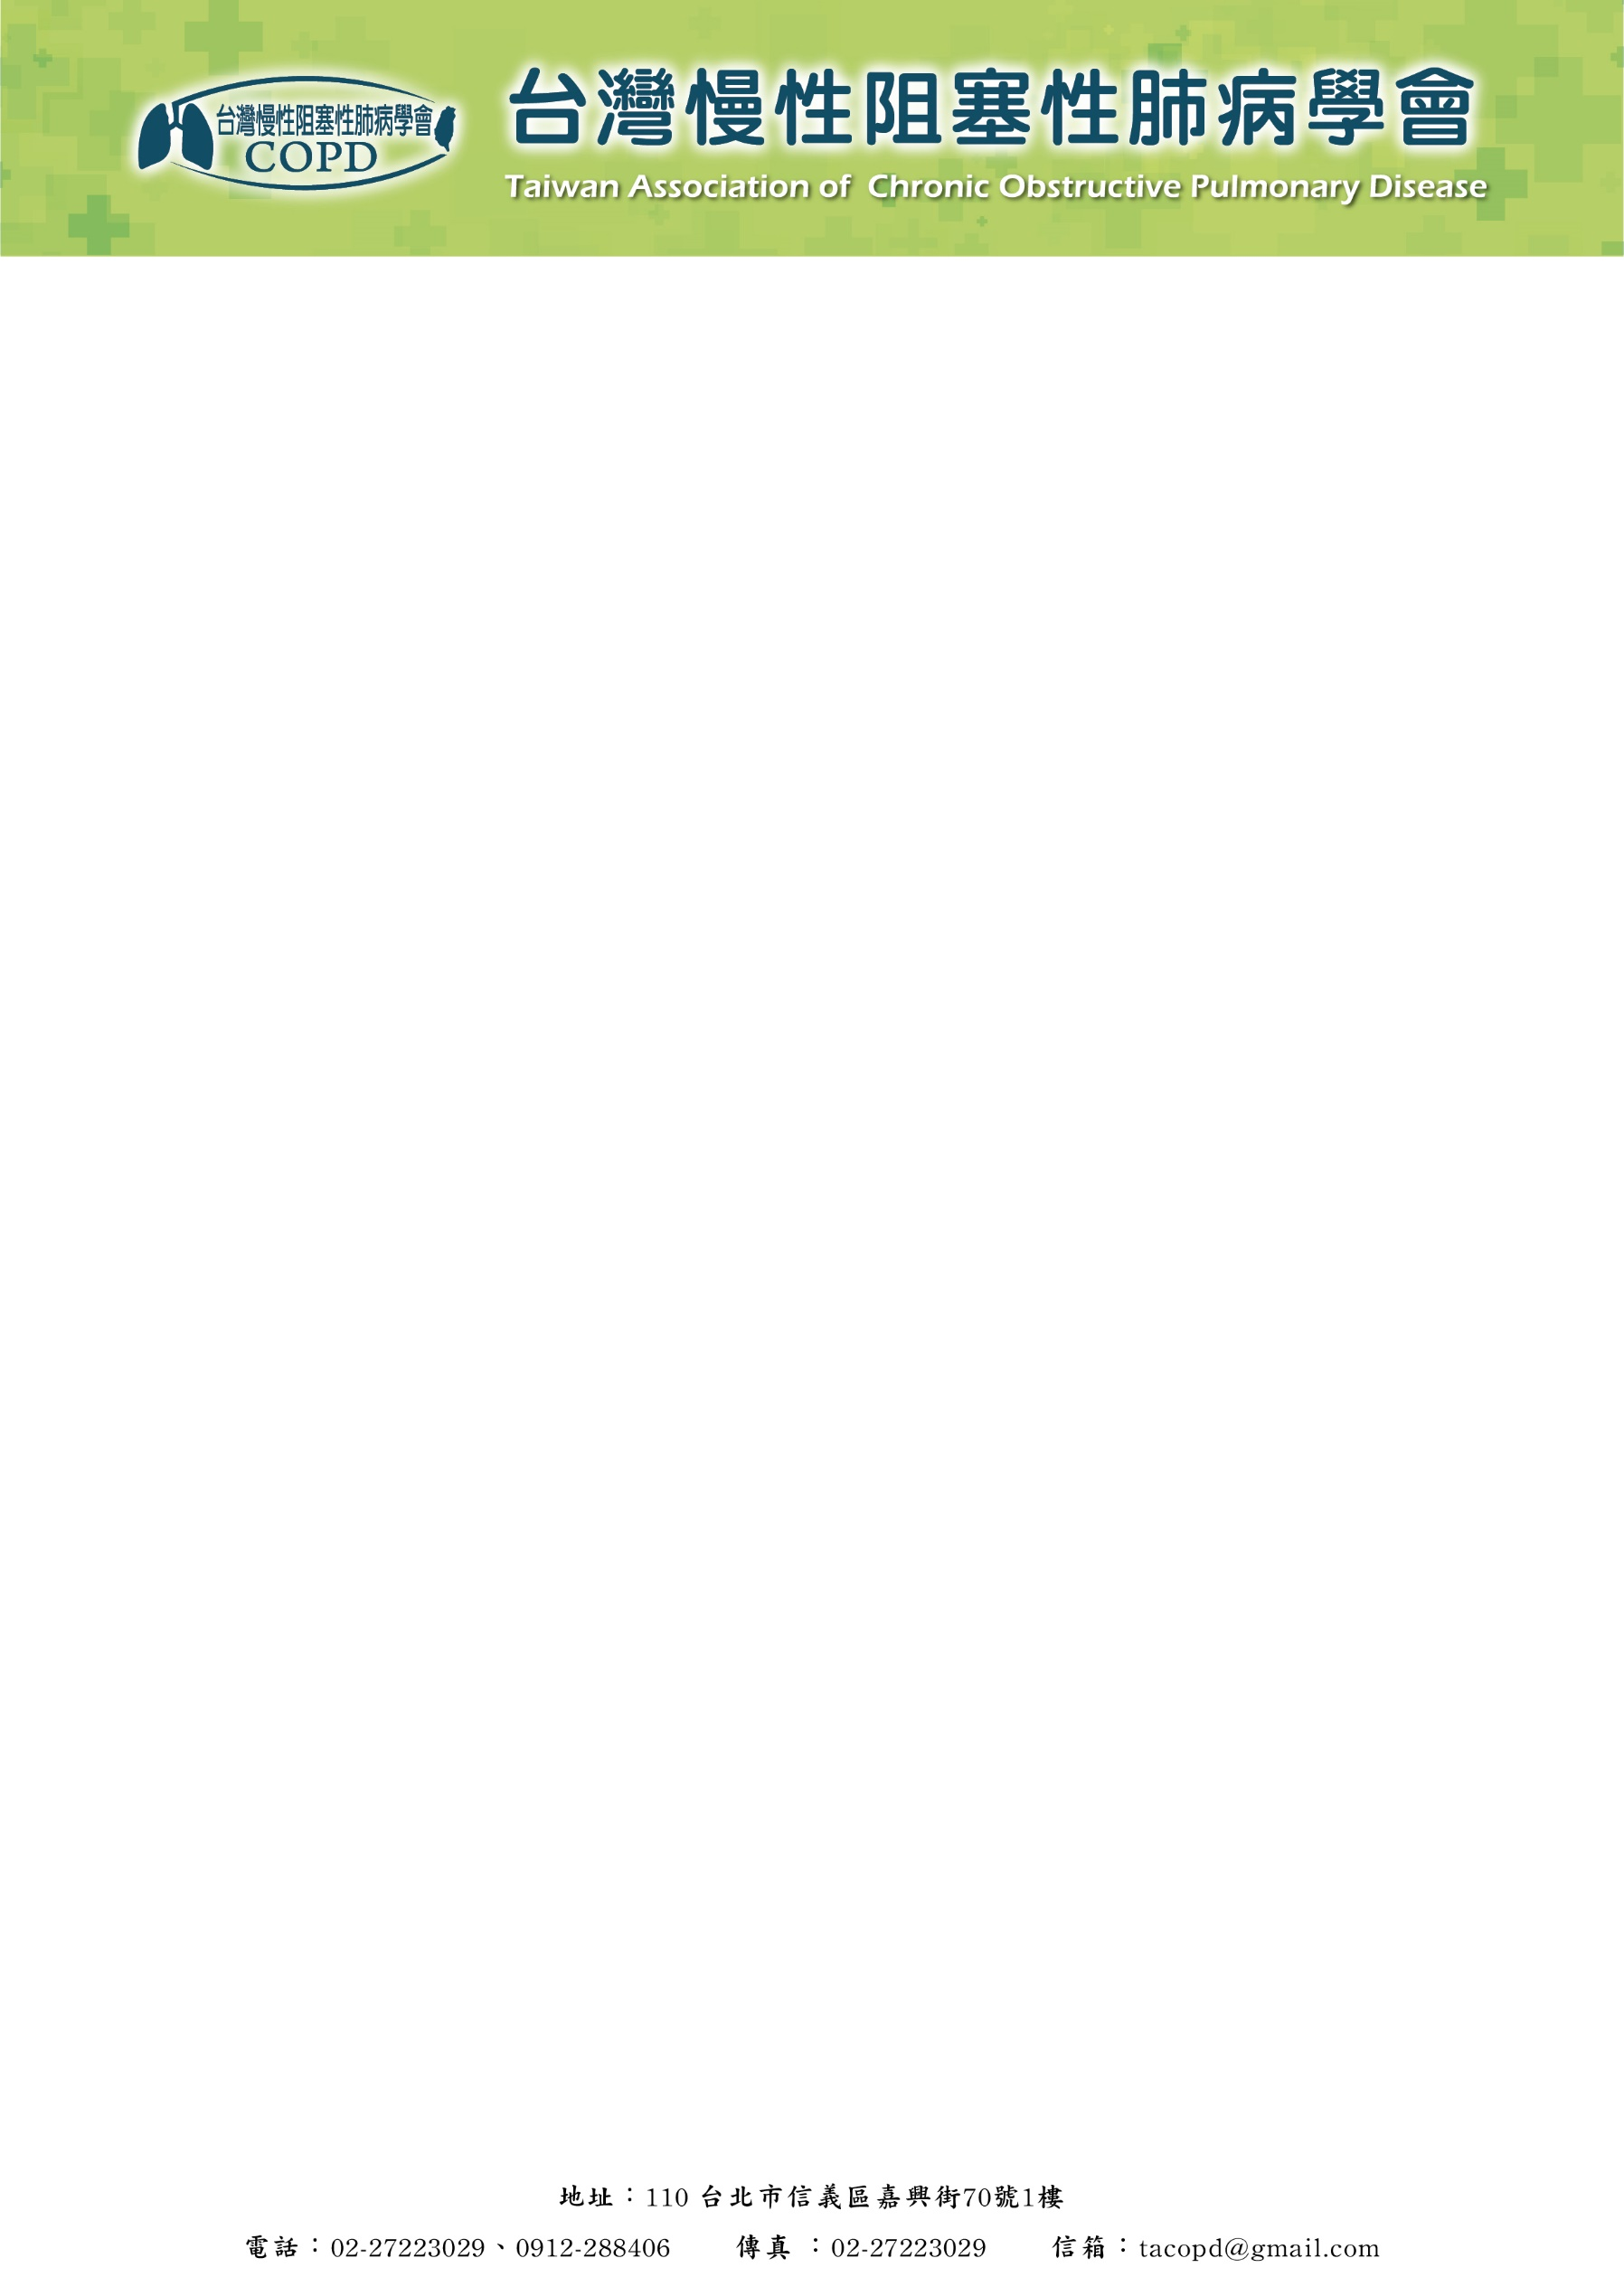 台灣慢性阻塞性肺病學會
COPD
台灣慢性阻塞性肺病學會
Taiwan Association of Chronic Obstructive Pulmonary Disease
地址：110 台北市信義區嘉興街70號1樓
電話：02-27223029、0912-288406 傳真：02-27223029 信箱：tacopd@gmail.com